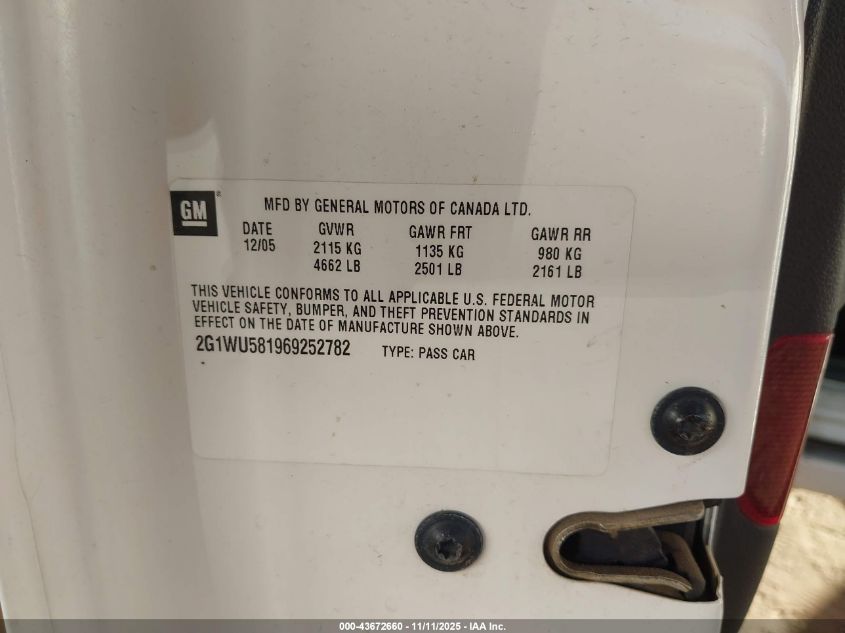 GM ®
MFD BY GENERAL MOTORS OF CANADA LTD.
DATE GVWR GAWR FRT GAWR RR
12/05 2115 KG 1135 KG 980 KG
4662 LB 2501 LB 2161 LB
THIS VEHICLE CONFORMS TO ALL APPLICABLE U.S. FEDERAL MOTOR
VEHICLE SAFETY, BUMPER, AND THEFT PREVENTION STANDARDS IN
EFFECT ON THE DATE OF MANUFACTURE SHOWN ABOVE.
2G1WU581969252782 TYPE: PASS CAR
000-43672660 - 11/11/2025 - IAA Inc.